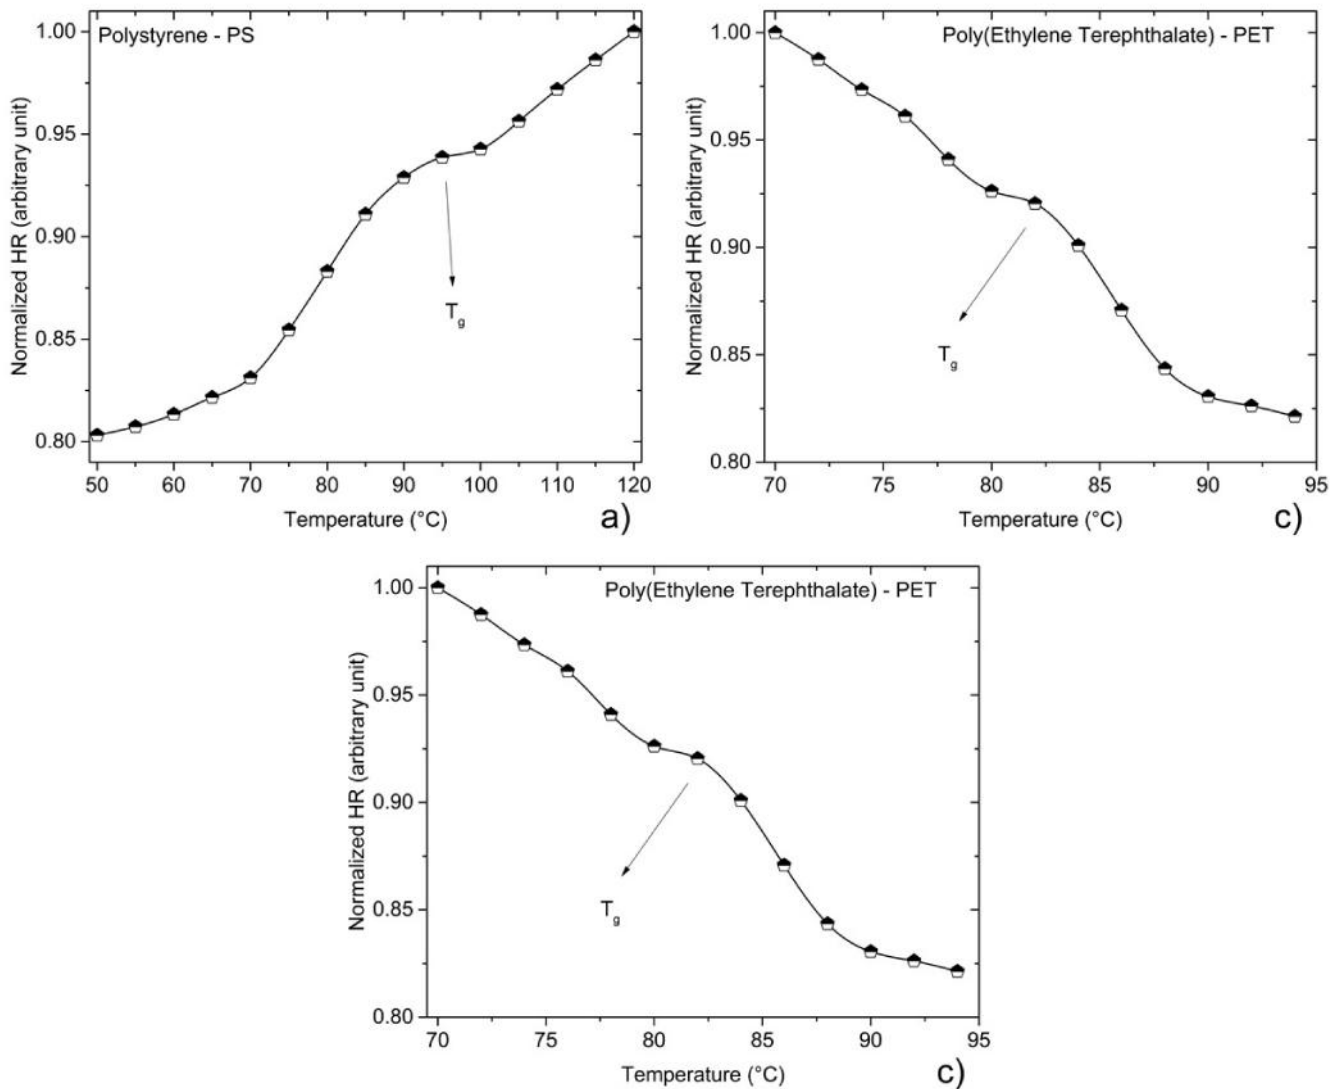 Polystyrene - PS
Normalized HR (arbitrary unit)
1.00
0.95
0.90
0.85
0.80
T_g
50 60 70 80 90 100 110 120
Temperature (°C)
a)
Poly(Ethylene Terephthalate) - PET
Normalized HR (arbitrary unit)
1.00
0.95
0.90
0.85
0.80
T_g
70 75 80 85 90 95
Temperature (°C)
c)
Poly(Ethylene Terephthalate) - PET
Normalized HR (arbitrary unit)
1.00
0.95
0.90
0.85
0.80
T_g
70 75 80 85 90 95
Temperature (°C)
c)